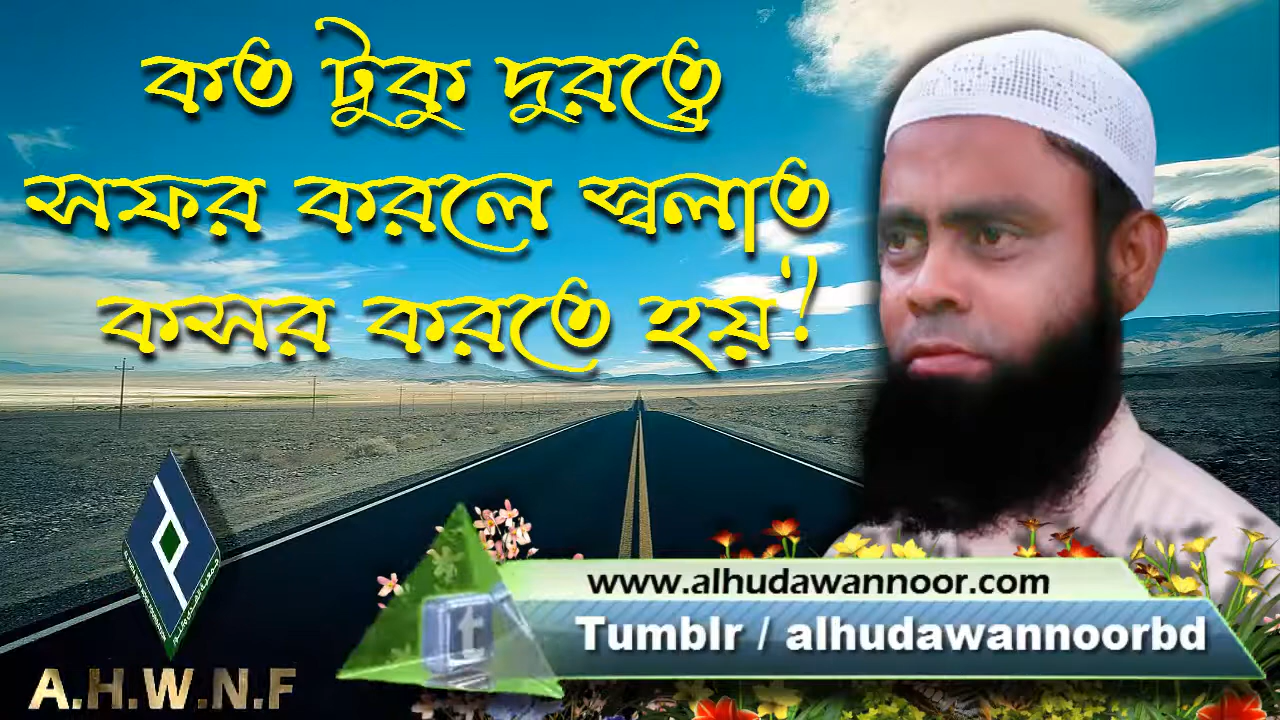 কত টুকু দুরত্বে
সফর করলে স্বলাত
কসর করতে হয়?
www.alhudawannoor.com
Tumblr / alhudawannoorbd
t
A.H.W.N.F